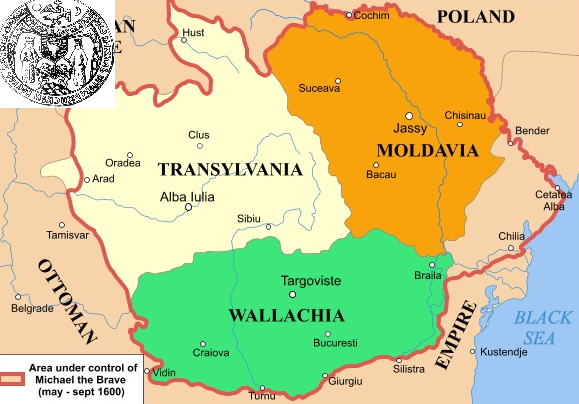 POLAND
Cochim
Hust
Suceava
Chisinau
Jassy
Clus
Bender
MOLDAVIA
Oradea
TRANSYLVANIA
Bacau
Arad
Alba Iulia
Cetatea
Alba
Sibiu
Tamisvar
Chilia
Braila
OTTOMAN
Targoviste
Belgrade
WALLACHIA
BLACK
SEA
EMPIRE
Bucuresti
Craiova
Kustendje
Silistra
Vidin
Giurgiu
Turnu
Area under control of
Michael the Brave
(may - sept 1600)